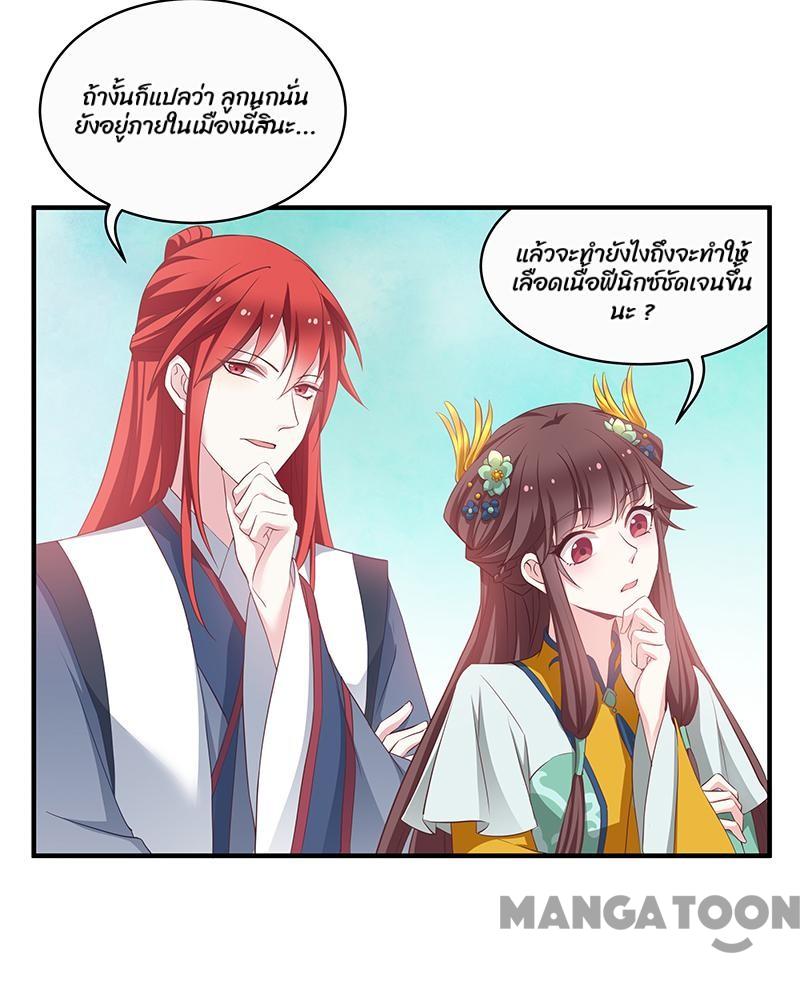 ถ้างั้นก็แปลว่า ลูกนกนั่น
ยังอยู่ภายในเมืองนี้สินะ...
แล้วจะทำยังไงถึงจะทำให้
เลือดเนื้อฟีนิกซ์ชัดเจนขึ้น
นะ ?
MANGATOON